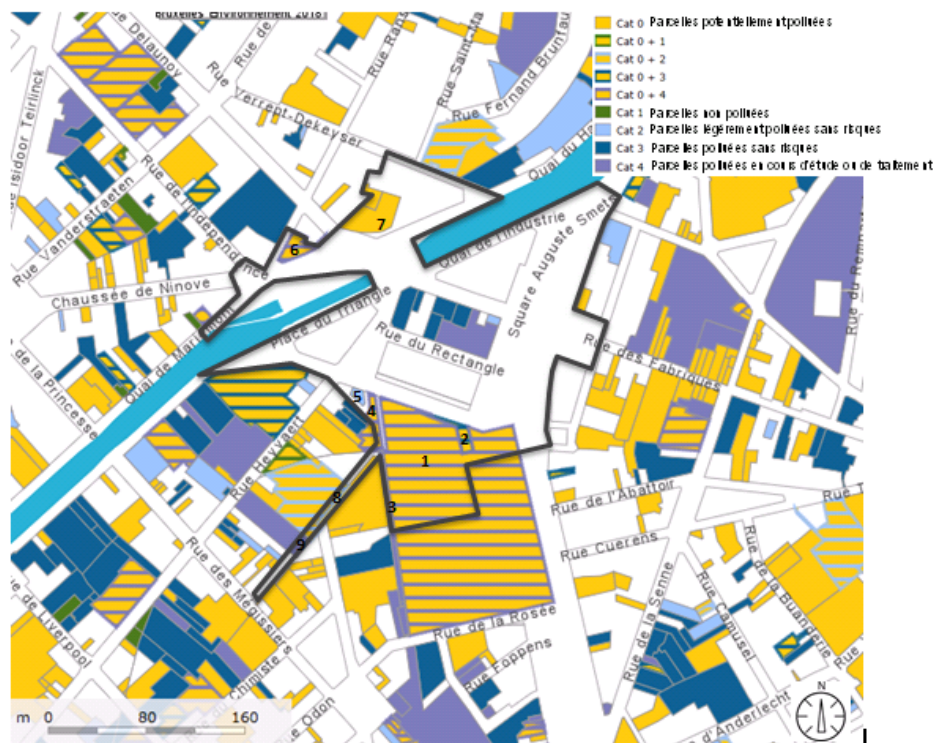 Bruxelles Environnement 2018)
Cat 0 Parcelles potentiellement polluées
Cat 0 + 1
Cat 0 + 2
Cat 0 + 3
Cat 0 + 4
Cat 1 Parcelles non polluées
Cat 2 Parcelles légérement polluées sans risques
Cat 3 Parcelles polluées sans risques
Cat 4 Parcelles polluées en cours d'étude ou de traitement
Delaunoy
Rue de
Rue Rans
Rue Saint-Ma
Rue Fernand Brunfau
Isidoor Teirlinck
Verrept-Dekeyser
Quai du Ha
Rue Vanderstraeten
Rue de l'Indépendance
7
6
Quai de l'Industrie
Square Auguste Smets
Chaussée de Ninove
Quai de Mariemont
Place du Triangle
Rue du Rectangle
Rue des Fabriques
de la Princesse
5
4
2
1
Rue Heyvaert
8
3
9
Rue de l'Abattoir
Rue T
Rue Cuerens
Rue des Mégissiers
Rue de la Senne
Rue Camusel
Rue de la Buanderie
Rue
de Liverpool
Rue de la Rosée
Rue Foppens
Chimiste
Odon
d'Anderlecht
m 0 80 160
N